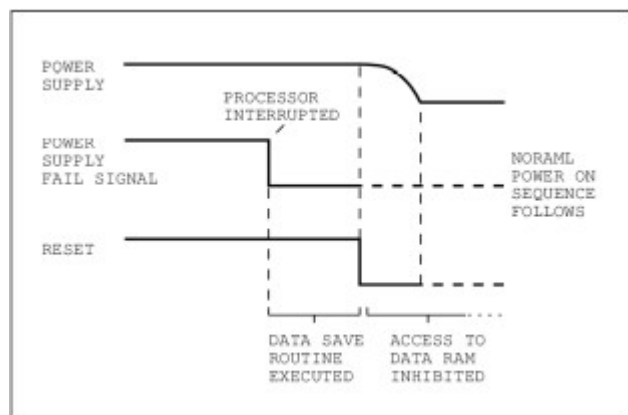 POWER
SUPPLY
PROCESSOR
INTERRUPTED
POWER
SUPPLY
FAIL SIGNAL
NORAML
POWER ON
SEQUENCE
FOLLOWS
RESET
DATA SAVE
ROUTINE
EXECUTED
ACCESS TO
DATA RAM
INHIBITED